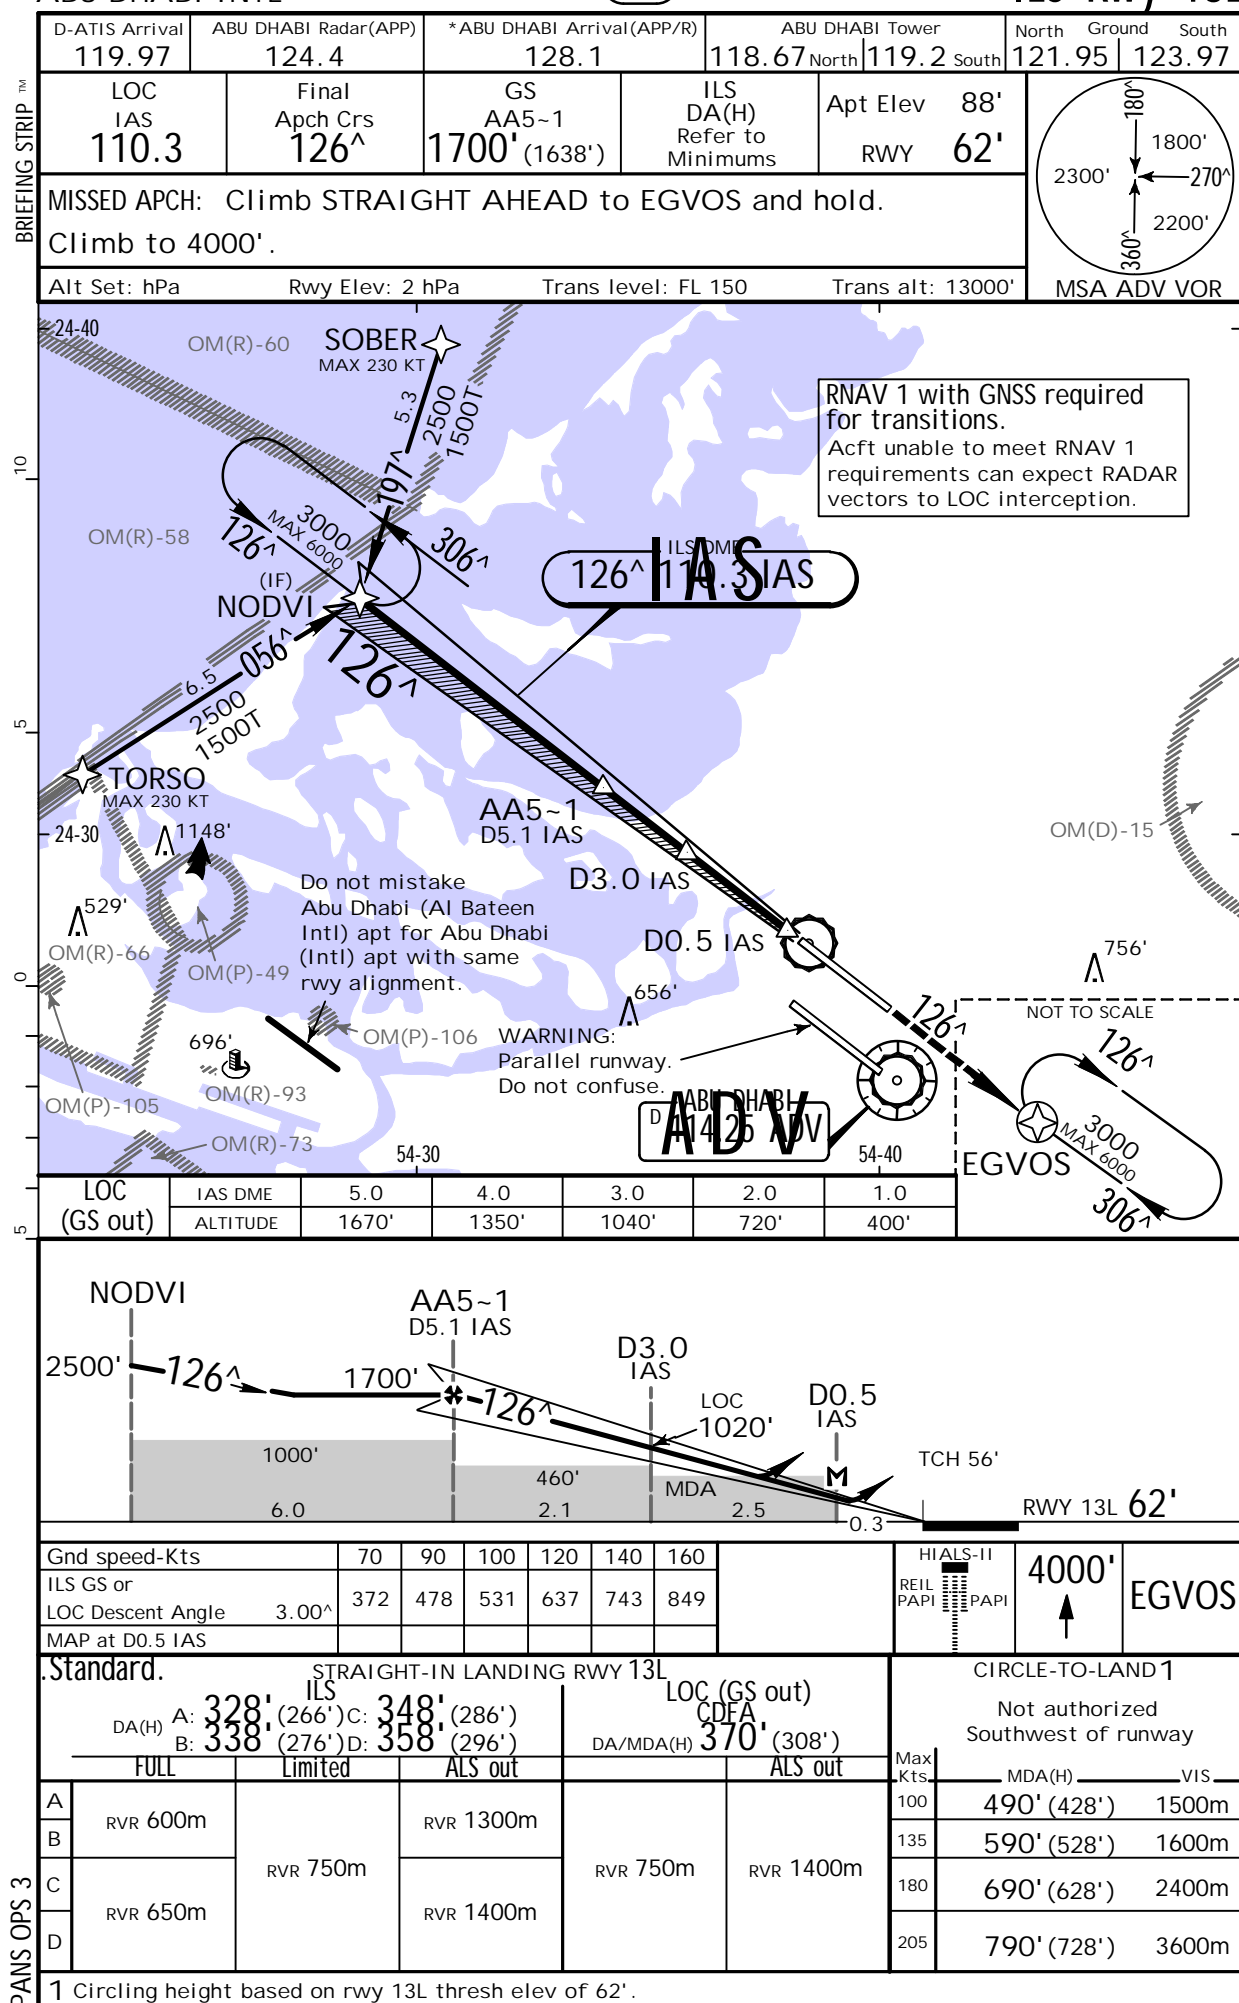 D-ATIS Arrival
119.97
ABU DHABI Radar(APP)
124.4
*ABU DHABI Arrival(APP/R)
128.1
ABU DHABI Tower
118.67 North 119.2 South
North Ground South
121.95 123.97
BRIEFING STRIP ™
LOC
IAS
110.3
Final
Apch Crs
126^
GS
AA5~1
1700' (1638')
ILS
DA(H)
Refer to
Minimums
Apt Elev 88'
RWY 62'
MISSED APCH: Climb STRAIGHT AHEAD to EGVOS and hold.
Climb to 4000'.
Alt Set: hPa Rwy Elev: 2 hPa Trans level: FL 150 Trans alt: 13000'
180^
1800'
2300'
270^
2200'
360^
MSA ADV VOR
24-40
OM(R)-60
SOBER
MAX 230 KT
5.3
2500
1500T
197^
RNAV 1 with GNSS required
for transitions.
Acft unable to meet RNAV 1
requirements can expect RADAR
vectors to LOC interception.
10
OM(R)-58
126^
3000
MAX 6000
306^
ILS DME
126^ 110.3 IAS
IAS
(IF)
NODVI
126^
056^
6.5
2500
1500T
5
TORSO
MAX 230 KT
24-30
1148'
AA5~1
D5.1 IAS
OM(D)-15
D3.0 IAS
529'
OM(R)-66
OM(P)-49
Do not mistake
Abu Dhabi (Al Bateen
Intl) apt for Abu Dhabi
(Intl) apt with same
rwy alignment.
D0.5 IAS
756'
0
656'
126^
NOT TO SCALE
126^
696'
OM(P)-106
WARNING:
Parallel runway.
Do not confuse.
OM(R)-93
OM(P)-105
OM(R)-73
ABU DHABI
D 114.25 ADV
ADV
3000
MAX 6000
EGVOS
306^
54-30
54-40
5
LOC
(GS out)
IAS DME 5.0 4.0 3.0 2.0 1.0
ALTITUDE 1670' 1350' 1040' 720' 400'
NODVI
AA5~1
D5.1 IAS
D3.0
IAS
D0.5
IAS
2500'
126^
1700'
126^
LOC
1020'
M
TCH 56'
1000'
460'
MDA
6.0
2.1
2.5
0.3
RWY 13L 62'
Gnd speed-Kts 70 90 100 120 140 160
ILS GS or
LOC Descent Angle 3.00^ 372 478 531 637 743 849
MAP at D0.5 IAS
HIALS-II
REIL
PAPI
PAPI
4000'
EGVOS
.Standard.
STRAIGHT-IN LANDING RWY 13L
ILS
DA(H) A: 328' (266') C: 348' (286')
B: 338' (276') D: 358' (296')
LOC (GS out)
CDFA
DA/MDA(H) 370' (308')
CIRCLE-TO-LAND 1
Not authorized
Southwest of runway
FULL Limited ALS out ALS out
Max
Kts
MDA(H) VIS
A
B
C
D
RVR 600m
RVR 650m
RVR 750m
RVR 1300m
RVR 1400m
RVR 750m
RVR 1400m
100 490' (428') 1500m
135 590' (528') 1600m
180 690' (628') 2400m
205 790' (728') 3600m
PANS OPS 3
1 Circling height based on rwy 13L thresh elev of 62'.